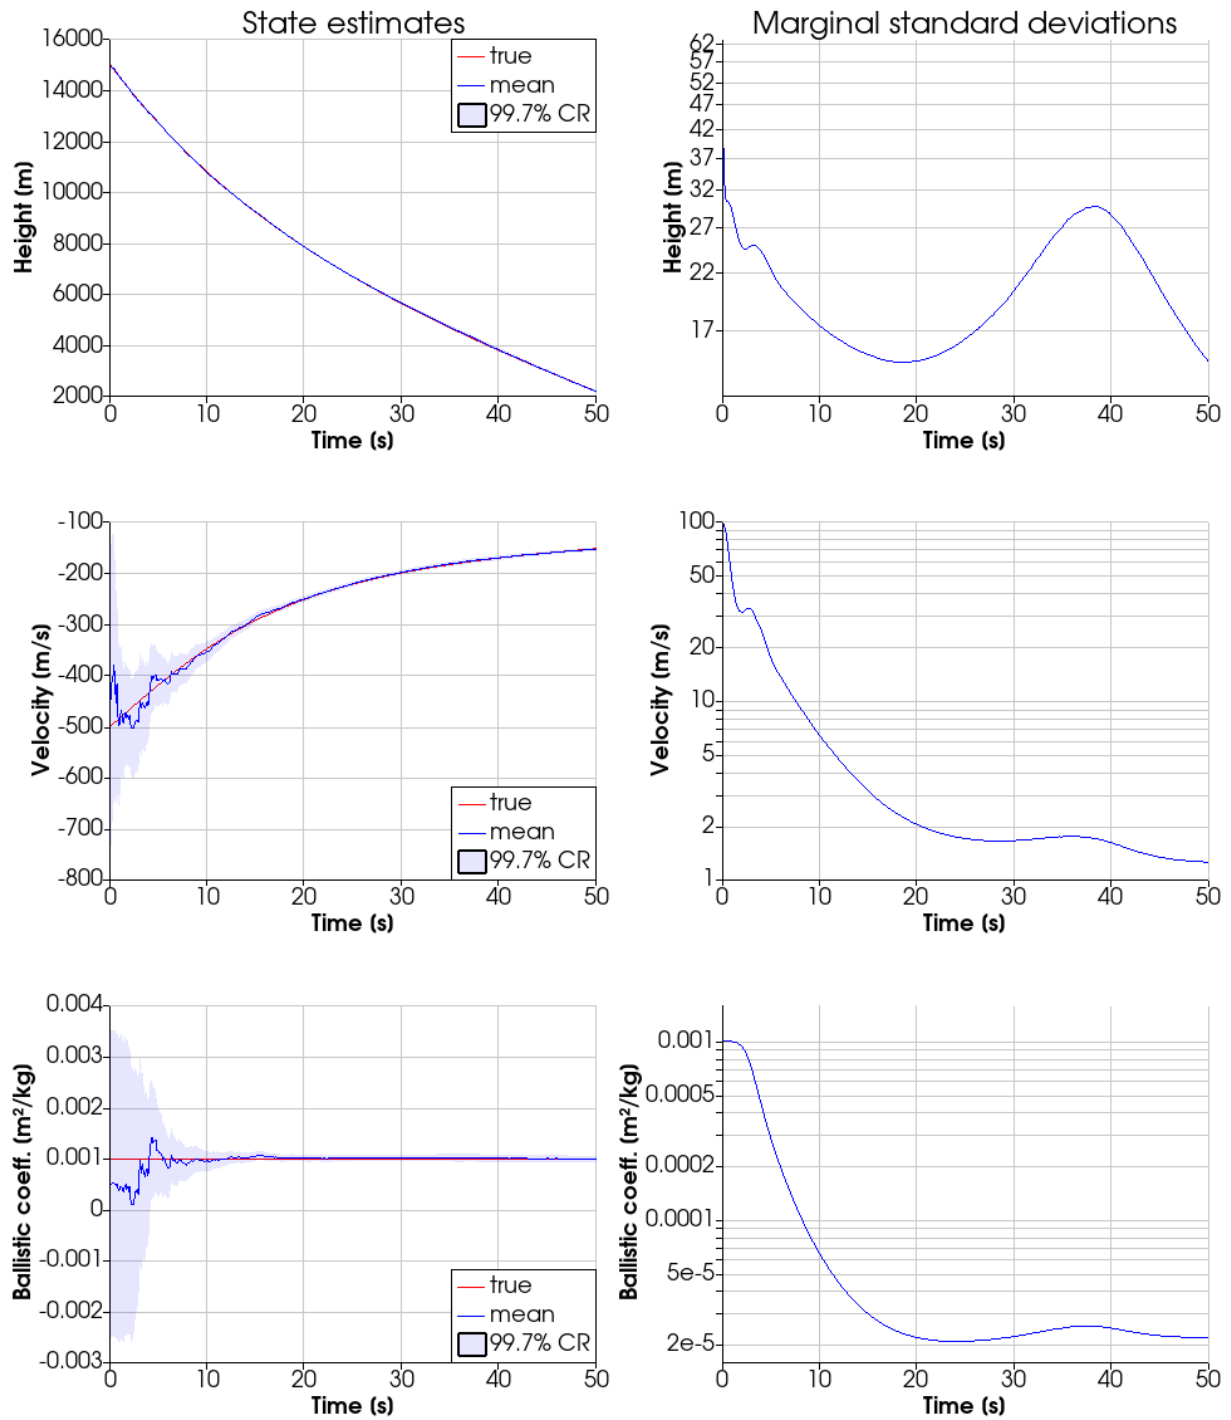 State estimates
16000
14000
12000
10000
8000
6000
4000
2000
Height (m)
0 10 20 30 40 50
Time (s)
true
mean
99.7% CR
Marginal standard deviations
62
57
52
47
42
37
32
27
22
17
Height (m)
0 10 20 30 40 50
Time (s)
-100
-200
-300
-400
-500
-600
-700
-800
Velocity (m/s)
0 10 20 30 40 50
Time (s)
true
mean
99.7% CR
100
50
20
10
5
2
1
Velocity (m/s)
0 10 20 30 40 50
Time (s)
0.004
0.003
0.002
0.001
0
-0.001
-0.002
-0.003
Ballistic coeff. (m²/kg)
0 10 20 30 40 50
Time (s)
true
mean
99.7% CR
0.001
0.0005
0.0002
0.0001
5e-5
2e-5
Ballistic coeff. (m²/kg)
0 10 20 30 40 50
Time (s)